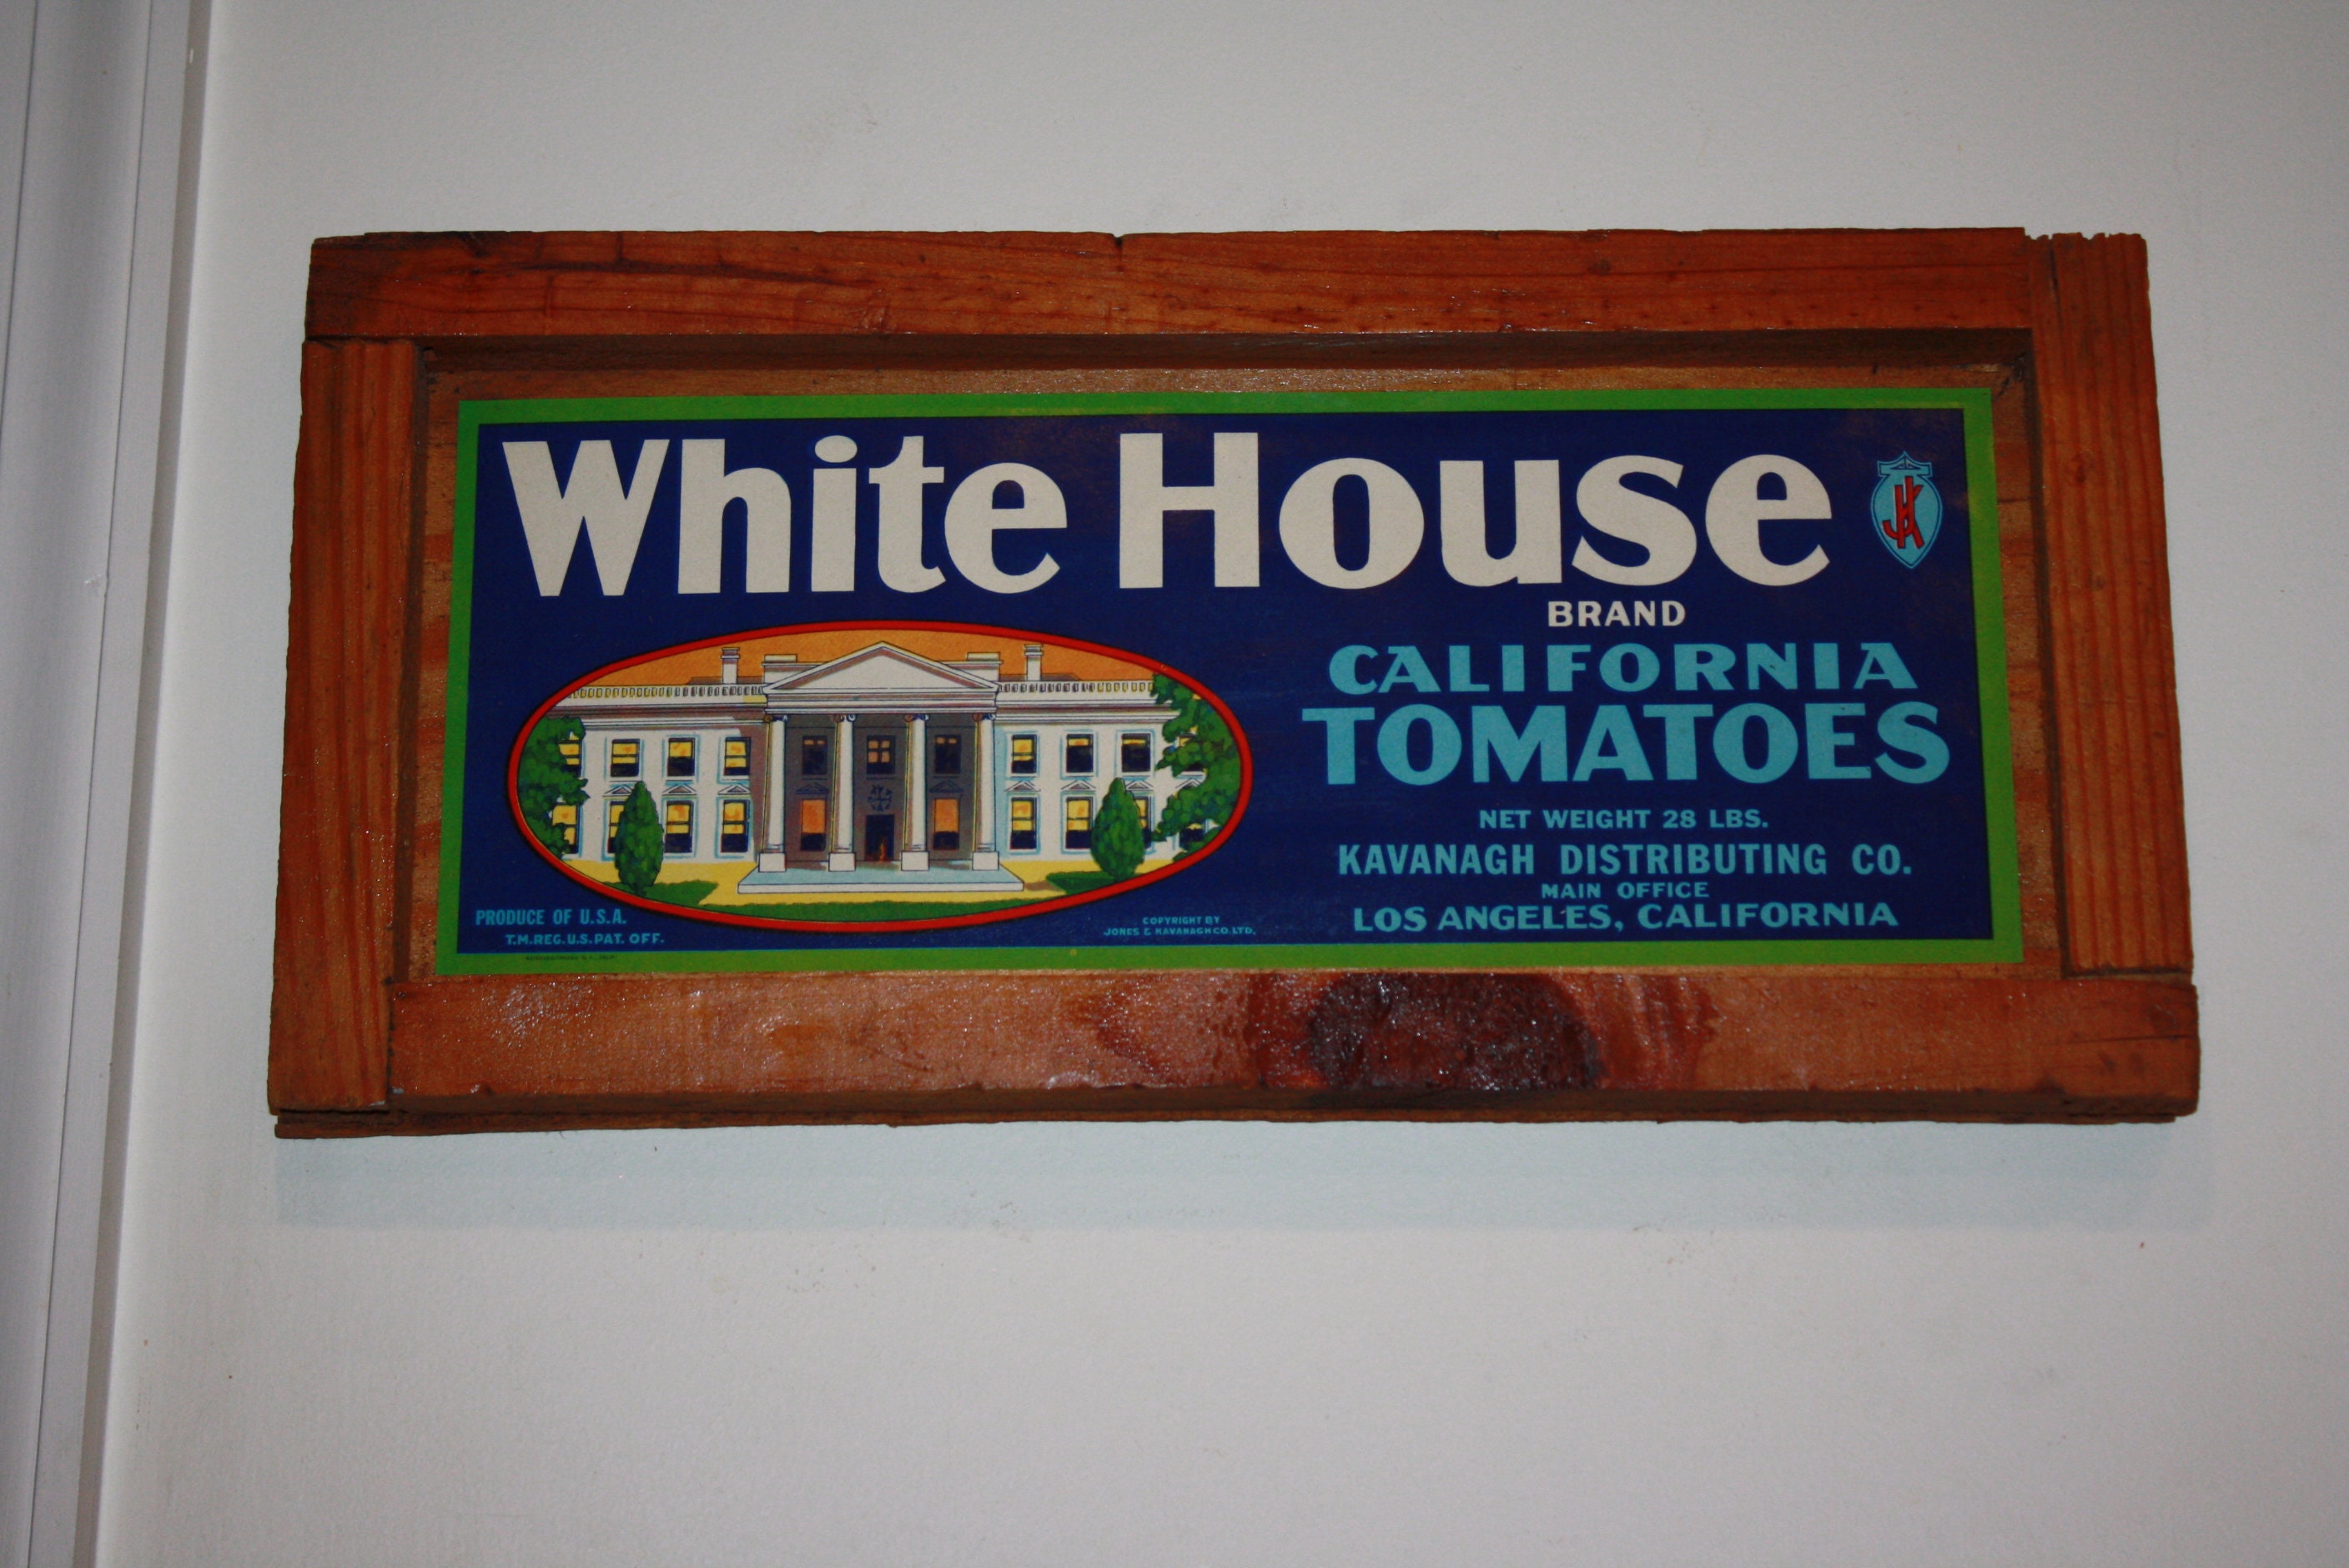 White House
JK
BRAND
CALIFORNIA
TOMATOES
NET WEIGHT 28 LBS.
KAVANAGH DISTRIBUTING CO.
MAIN OFFICE
LOS ANGELES, CALIFORNIA
PRODUCE OF U.S.A.
T.M.REG.U.S.PAT. OFF.
COPYRIGHT BY
JONES & KAVANAGH CO. LTD.